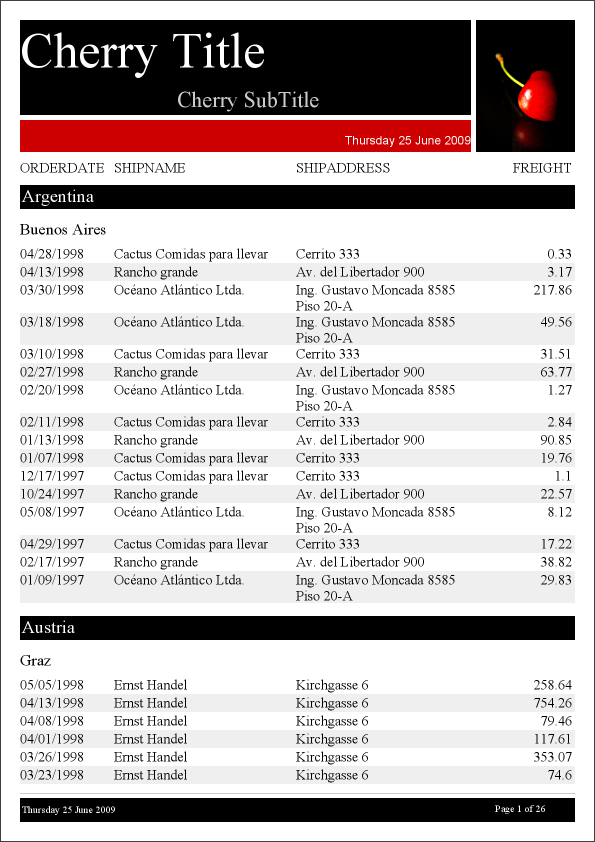 Cherry Title
Cherry SubTitle
Thursday 25 June 2009
ORDERDATE SHIPNAME SHIPADDRESS FREIGHT
Argentina
Buenos Aires
04/28/1998 Cactus Comidas para llevar Cerrito 333 0.33
04/13/1998 Rancho grande Av. del Libertador 900 3.17
03/30/1998 Océano Atlántico Ltda. Ing. Gustavo Moncada 8585 217.86
Piso 20-A
03/18/1998 Océano Atlántico Ltda. Ing. Gustavo Moncada 8585 49.56
Piso 20-A
03/10/1998 Cactus Comidas para llevar Cerrito 333 31.51
02/27/1998 Rancho grande Av. del Libertador 900 63.77
02/20/1998 Océano Atlántico Ltda. Ing. Gustavo Moncada 8585 1.27
Piso 20-A
02/11/1998 Cactus Comidas para llevar Cerrito 333 2.84
01/13/1998 Rancho grande Av. del Libertador 900 90.85
01/07/1998 Cactus Comidas para llevar Cerrito 333 19.76
12/17/1997 Cactus Comidas para llevar Cerrito 333 1.1
10/24/1997 Rancho grande Av. del Libertador 900 22.57
05/08/1997 Océano Atlántico Ltda. Ing. Gustavo Moncada 8585 8.12
Piso 20-A
04/29/1997 Cactus Comidas para llevar Cerrito 333 17.22
02/17/1997 Rancho grande Av. del Libertador 900 38.82
01/09/1997 Océano Atlántico Ltda. Ing. Gustavo Moncada 8585 29.83
Piso 20-A
Austria
Graz
05/05/1998 Ernst Handel Kirchgasse 6 258.64
04/13/1998 Ernst Handel Kirchgasse 6 754.26
04/08/1998 Ernst Handel Kirchgasse 6 79.46
04/01/1998 Ernst Handel Kirchgasse 6 117.61
03/26/1998 Ernst Handel Kirchgasse 6 353.07
03/23/1998 Ernst Handel Kirchgasse 6 74.6
Thursday 25 June 2009 Page 1 of 26